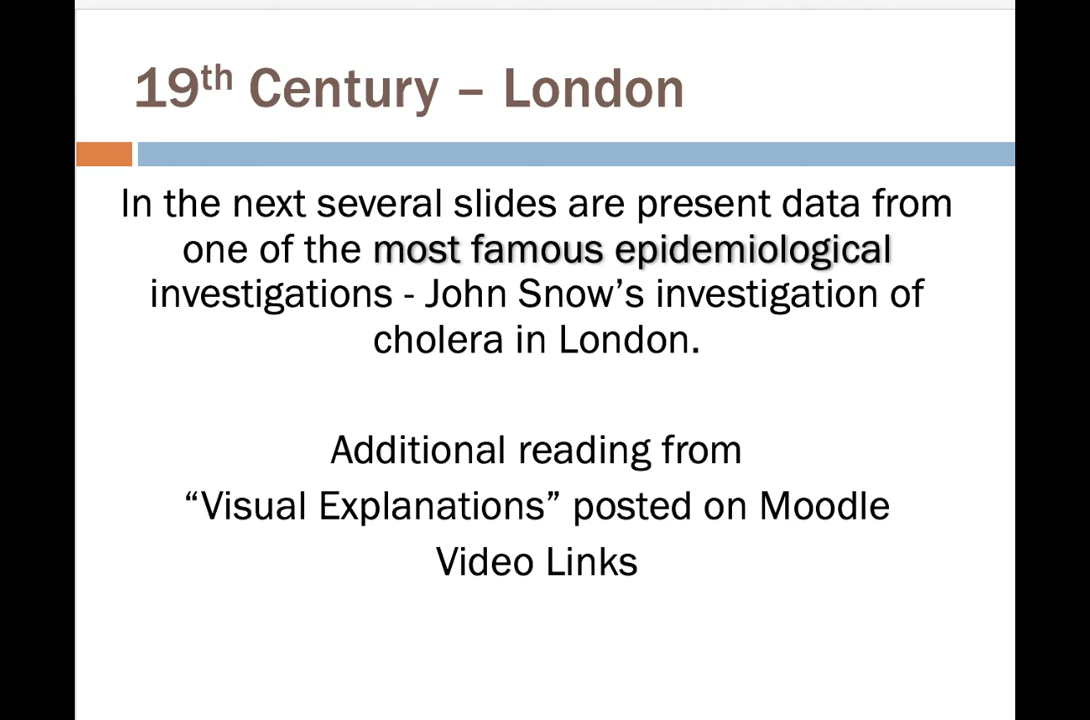 19th Century – London
In the next several slides are present data from
one of the most famous epidemiological
investigations - John Snow’s investigation of
cholera in London.
Additional reading from
“Visual Explanations” posted on Moodle
Video Links